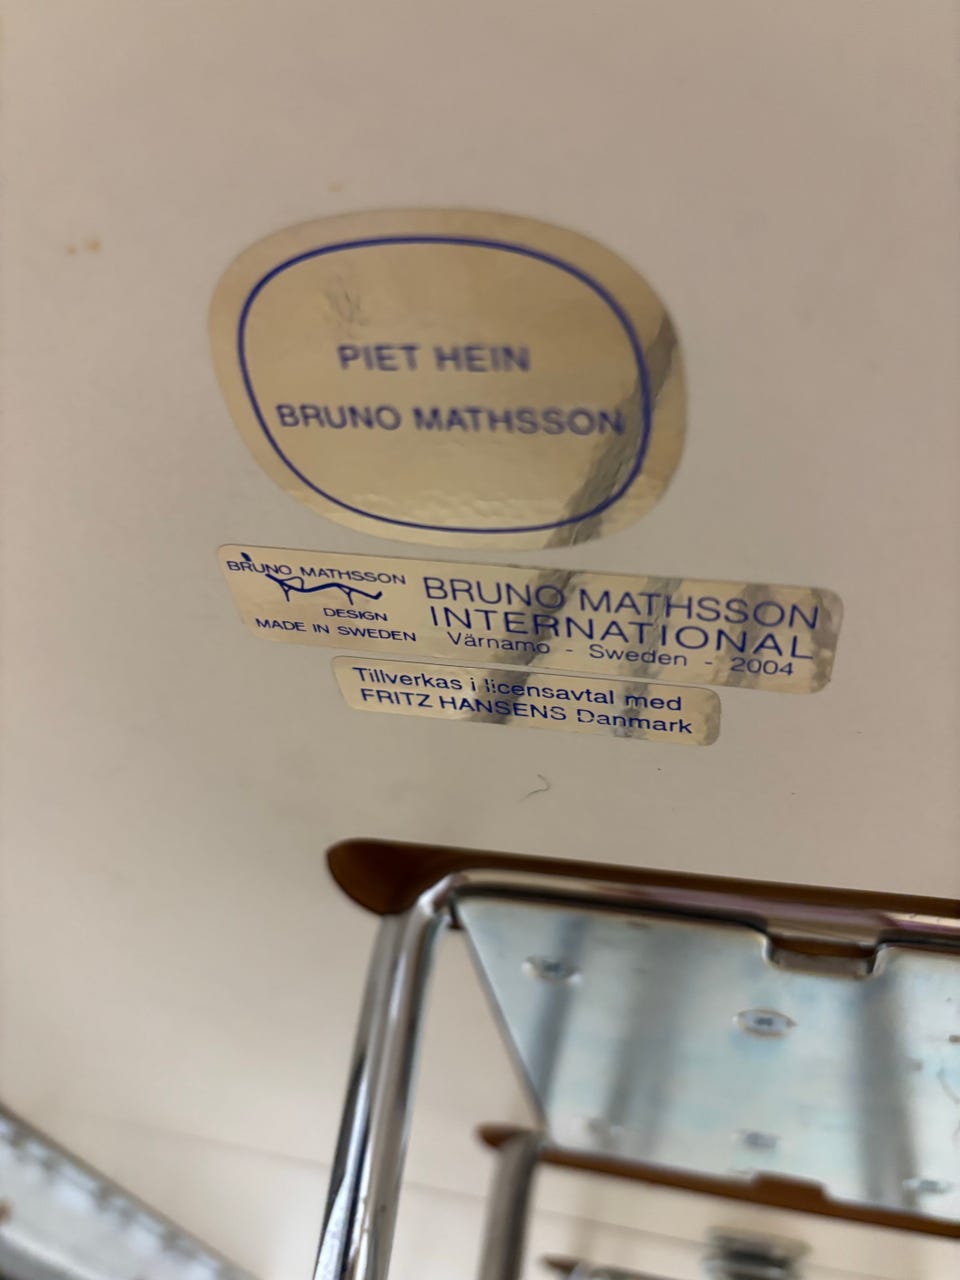 PIET HEIN
BRUNO MATHSSON
BRUNO MATHSSON
DESIGN
MADE IN SWEDEN
BRUNO MATHSSON
INTERNATIONAL
Värnamo - Sweden - 2004
Tillverkas i licensavtal med
FRITZ HANSENS Danmark